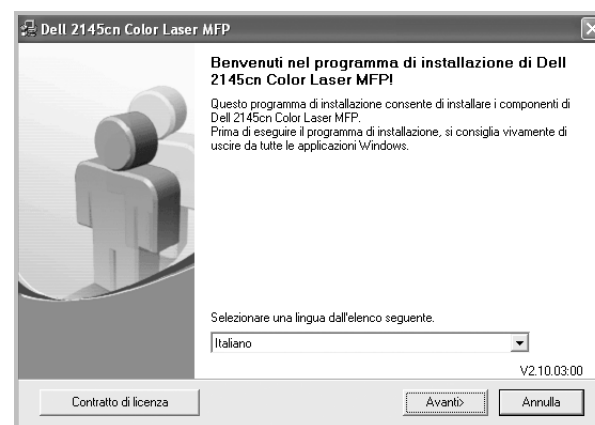 Dell 2145cn Color Laser MFP
Benvenuti nel programma di installazione di Dell
2145cn Color Laser MFP!
Questo programma di installazione consente di installare i componenti di
Dell 2145cn Color Laser MFP.
Prima di eseguire il programma di installazione, si consiglia vivamente di
uscire da tutte le applicazioni Windows.
Selezionare una lingua dall'elenco seguente.
Italiano
V2.10.03:00
Contratto di licenza
Avanti>
Annulla